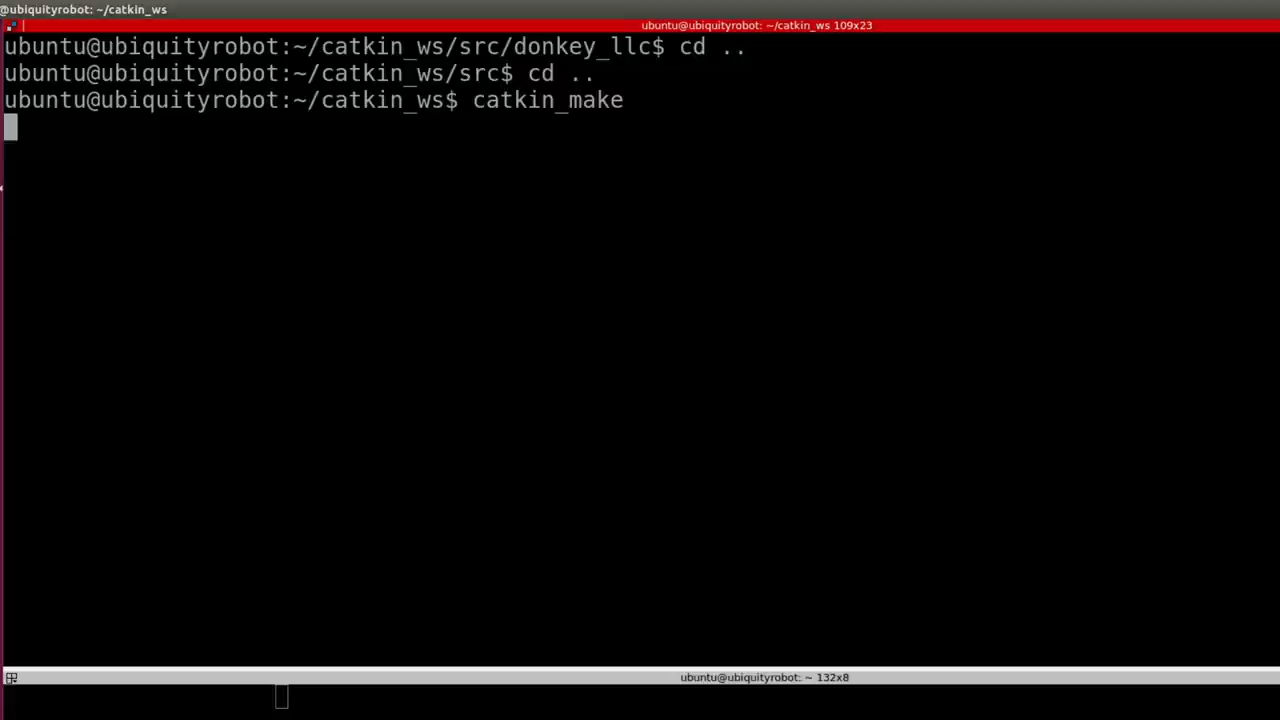 @ubiquityrobot: ~/catkin_ws
ubuntu@ubiquityrobot: ~/catkin_ws 109x23
ubuntu@ubiquityrobot:~/catkin_ws/src/donkey_llc$ cd ..
ubuntu@ubiquityrobot:~/catkin_ws/src$ cd ..
ubuntu@ubiquityrobot:~/catkin_ws$ catkin_make
ubuntu@ubiquityrobot: ~ 132x8